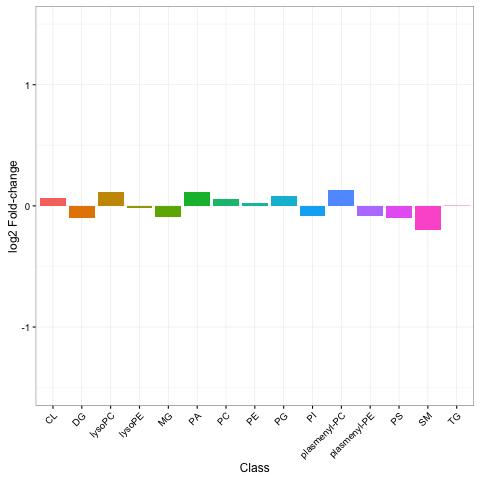 log2 Fold-change
1
0
-1
CL
DG
lysoPC
lysoPE
MG
PA
PC
PE
PG
PI
plasmenyl-PC
plasmenyl-PE
PS
SM
TG
Class